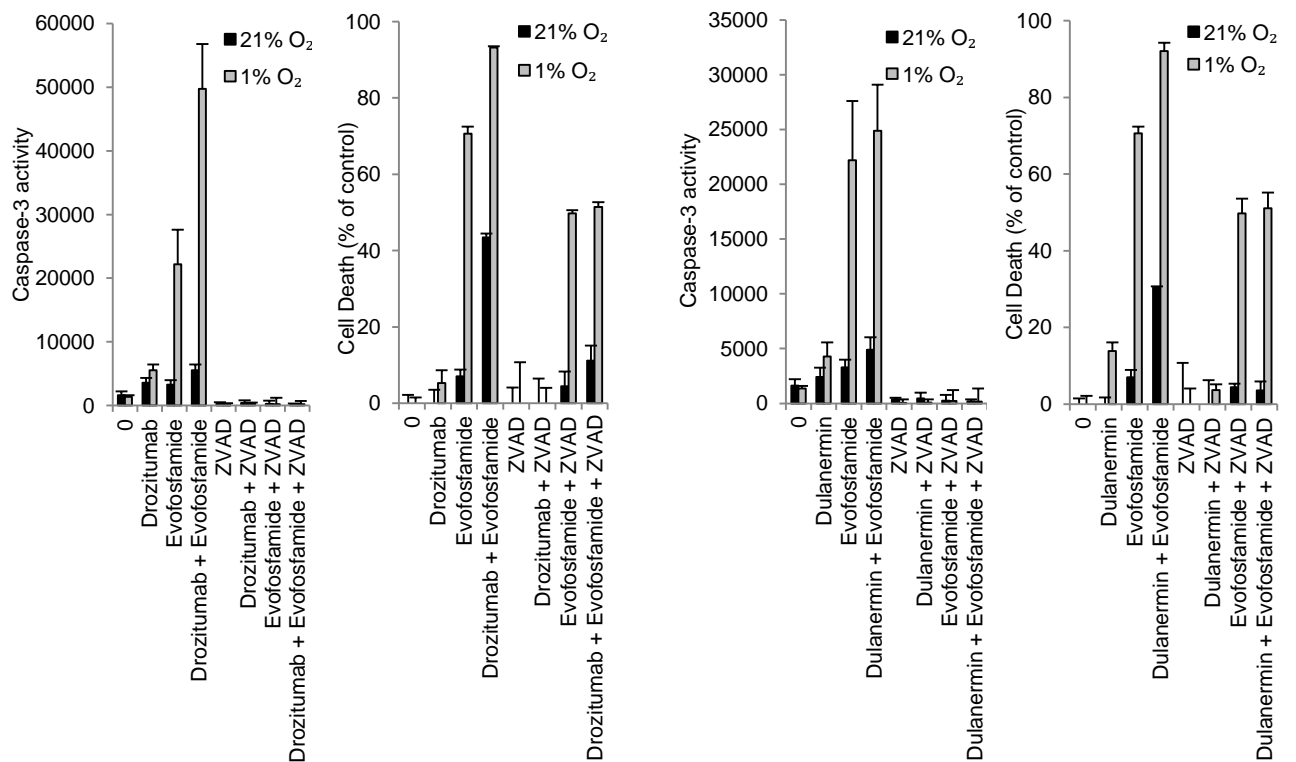 Caspase-3 activity
60000
50000
40000
30000
20000
10000
0
21% O₂
1% O₂
0
Drozitumab
Evofosfamide
Drozitumab + Evofosfamide
ZVAD
Drozitumab + ZVAD
Evofosfamide + ZVAD
Drozitumab + Evofosfamide + ZVAD
Cell Death (% of control)
100
80
60
40
20
0
21% O₂
1% O₂
0
Drozitumab
Evofosfamide
Drozitumab + Evofosfamide
ZVAD
Drozitumab + ZVAD
Evofosfamide + ZVAD
Drozitumab + Evofosfamide + ZVAD
Caspase-3 activity
35000
30000
25000
20000
15000
10000
5000
0
21% O₂
1% O₂
0
Dulanermin
Evofosfamide
Dulanermin + Evofosfamide
ZVAD
Dulanermin + ZVAD
Evofosfamide + ZVAD
Dulanermin + Evofosfamide + ZVAD
Cell Death (% of control)
100
80
60
40
20
0
21% O₂
1% O₂
0
Dulanermin
Evofosfamide
Dulanermin + Evofosfamide
ZVAD
Dulanermin + ZVAD
Evofosfamide + ZVAD
Dulanermin + Evofosfamide + ZVAD